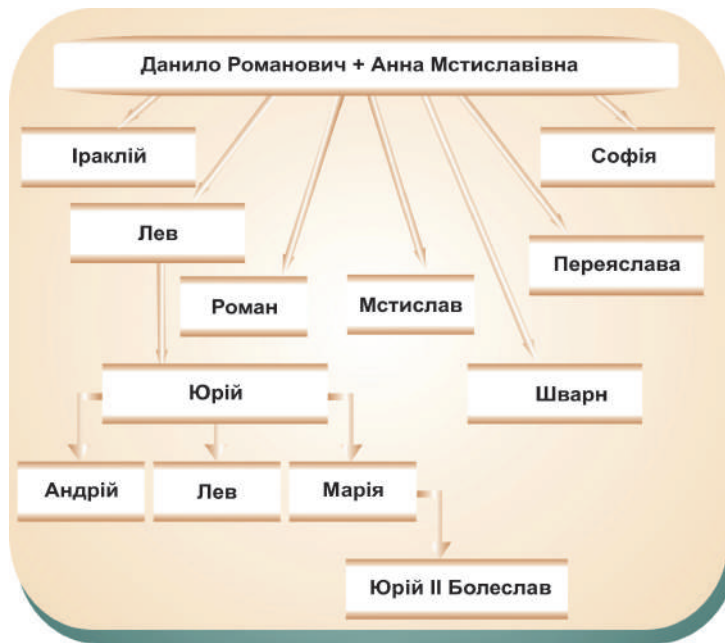 Данило Романович + Анна Мстиславівна
Іраклій
Софія
Лев
Переяслава
Роман
Мстислав
Юрій
Шварн
Андрій
Лев
Марія
Юрій II Болеслав